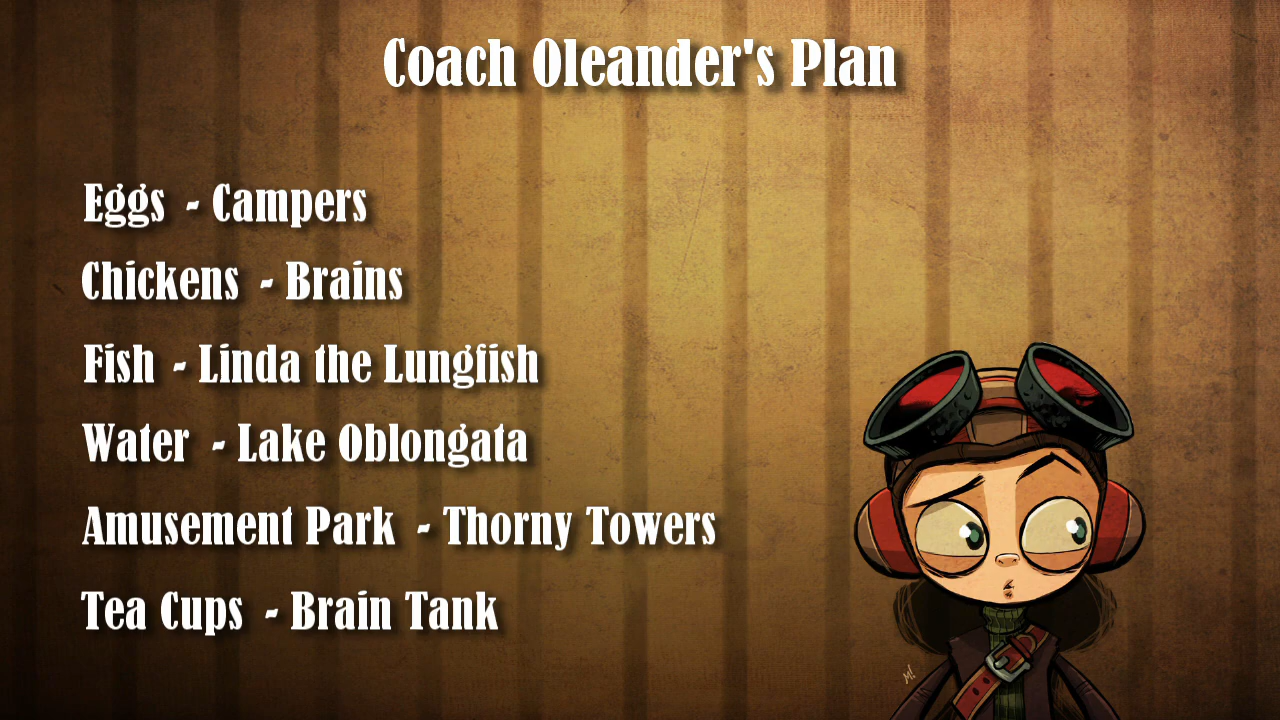 Coach Oleander's Plan
Eggs - Campers
Chickens - Brains
Fish - Linda the Lungfish
Water - Lake Oblongata
Amusement Park - Thorny Towers
Tea Cups - Brain Tank